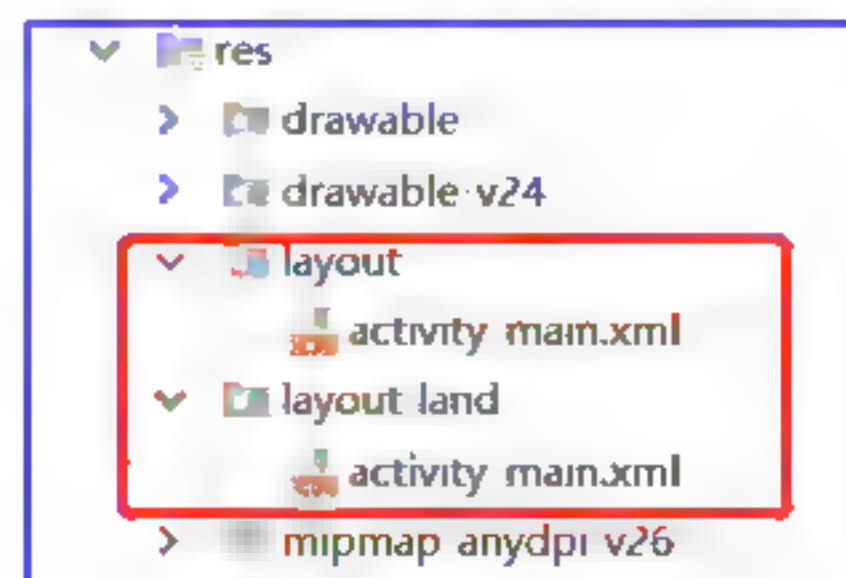 res
drawable
drawable-v24
layout
activity_main.xml
layout-land
activity_main.xml
mipmap-anydpi-v26